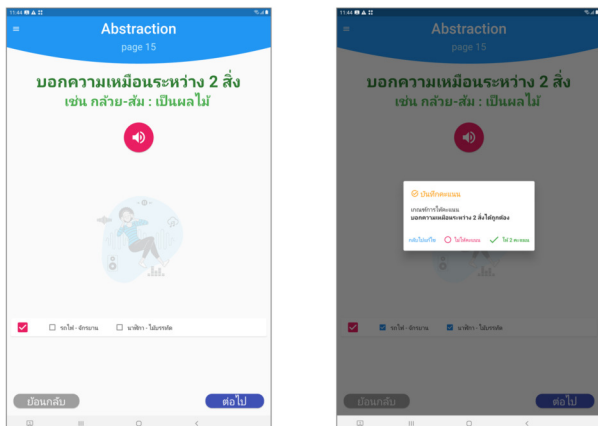 11:44
Abstraction
page 15
บอกความเหมือนระหว่าง 2 สิ่ง
เช่น กล้วย-ส้ม : เป็นผลไม้
รถไฟ - จักรยาน นาฬิกา - ไม้บรรทัด
ย้อนกลับ ต่อไป
11:44
Abstraction
page 15
บอกความเหมือนระหว่าง 2 สิ่ง
เช่น กล้วย-ส้ม : เป็นผลไม้
บันทึกคะแนน
เกณฑ์การให้คะแนน
บอกความเหมือนระหว่าง 2 สิ่งได้ถูกต้อง
กลับไปแก้ไข ไม่ให้คะแนน ให้ 2 คะแนน
รถไฟ - จักรยาน นาฬิกา - ไม้บรรทัด
ย้อนกลับ ต่อไป